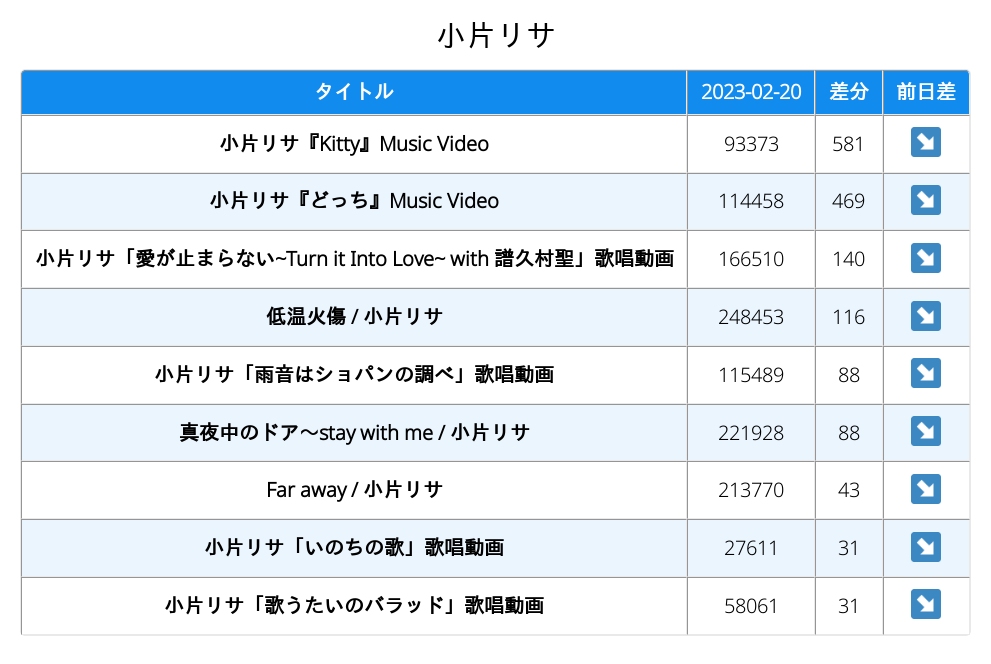 小片リサ
タイトル 2023-02-20 差分 前日差
小片リサ『Kitty』Music Video 93373 581 ↘
小片リサ『どっち』Music Video 114458 469 ↘
小片リサ「愛が止まらない~Turn it Into Love~ with 譜久村聖」歌唱動画 166510 140 ↘
低温火傷 / 小片リサ 248453 116 ↘
小片リサ「雨音はショパンの調べ」歌唱動画 115489 88 ↘
真夜中のドア～stay with me / 小片リサ 221928 88 ↘
Far away / 小片リサ 213770 43 ↘
小片リサ「いのちの歌」歌唱動画 27611 31 ↘
小片リサ「歌うたいのバラッド」歌唱動画 58061 31 ↘